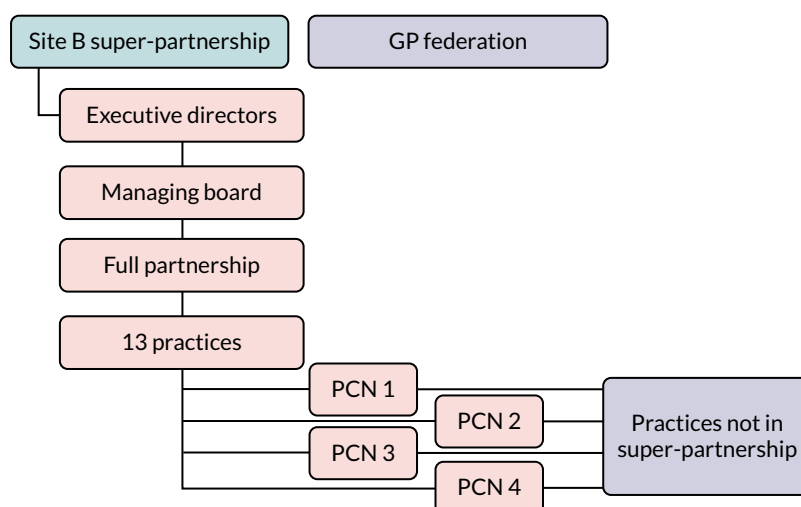 Site B super-partnership
GP federation
Executive directors
Managing board
Full partnership
13 practices
PCN 1
PCN 2
PCN 3
PCN 4
Practices not in
super-partnership